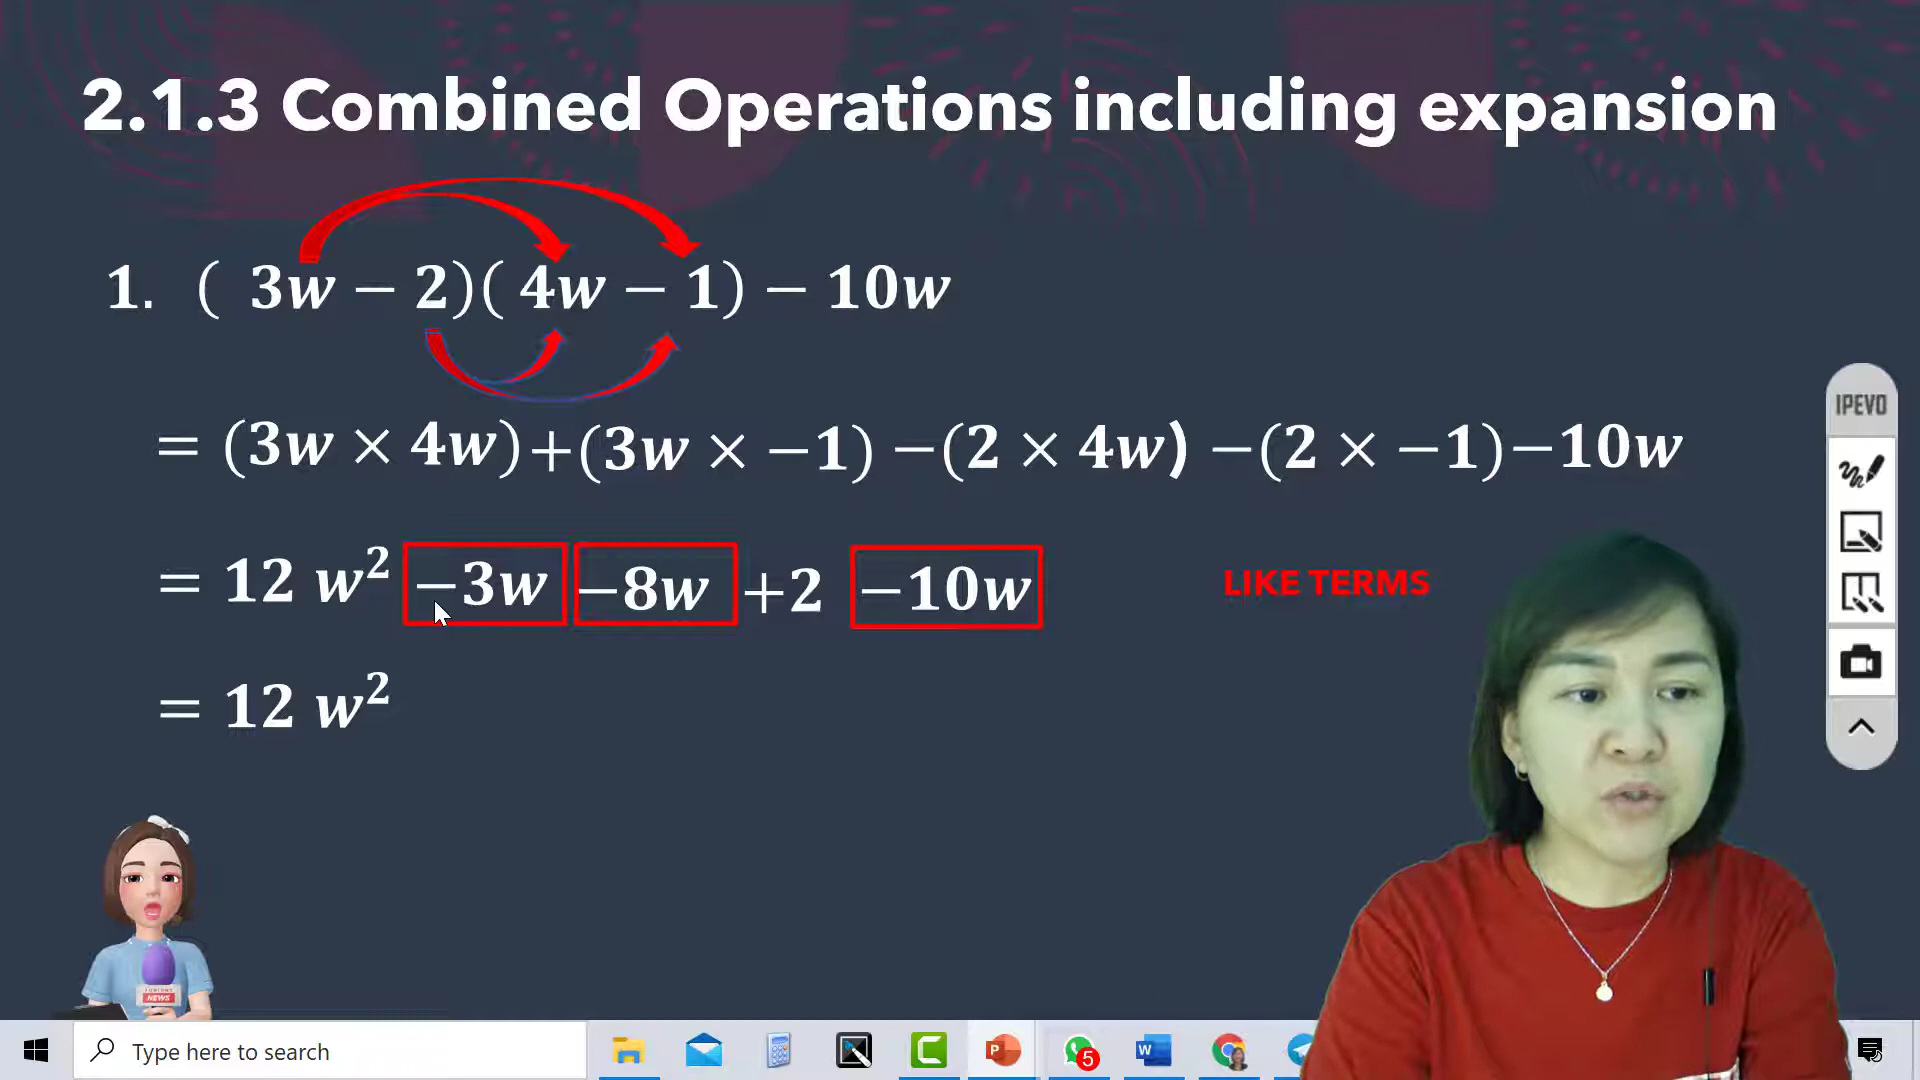 2.1.3 Combined Operations including expansion
1. ( 3w − 2)( 4w − 1) − 10w
= (3w × 4w) +(3w × −1) −(2 × 4w) −(2 × −1)−10w
= 12 w² −3w −8w +2 −10w LIKE TERMS
= 12 w²
IPEVO
NEWS
Type here to search
P
5
W